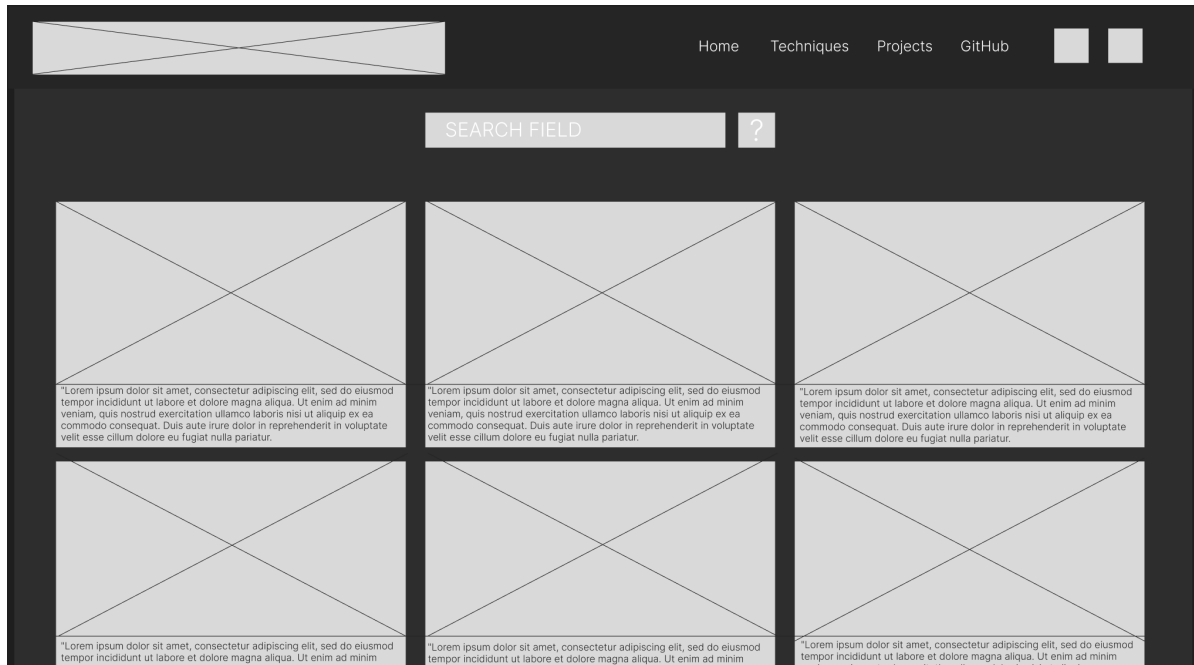 Home Techniques Projects GitHub
SEARCH FIELD ?
"Lorem ipsum dolor sit amet, consectetur adipiscing elit, sed do eiusmod
tempor incididunt ut labore et dolore magna aliqua. Ut enim ad minim
veniam, quis nostrud exercitation ullamco laboris nisi ut aliquip ex ea
commodo consequat. Duis aute irure dolor in reprehenderit in voluptate
velit esse cillum dolore eu fugiat nulla pariatur.
"Lorem ipsum dolor sit amet, consectetur adipiscing elit, sed do eiusmod
tempor incididunt ut labore et dolore magna aliqua. Ut enim ad minim
veniam, quis nostrud exercitation ullamco laboris nisi ut aliquip ex ea
commodo consequat. Duis aute irure dolor in reprehenderit in voluptate
velit esse cillum dolore eu fugiat nulla pariatur.
"Lorem ipsum dolor sit amet, consectetur adipiscing elit, sed do eiusmod
tempor incididunt ut labore et dolore magna aliqua. Ut enim ad minim
veniam, quis nostrud exercitation ullamco laboris nisi ut aliquip ex ea
commodo consequat. Duis aute irure dolor in reprehenderit in voluptate
velit esse cillum dolore eu fugiat nulla pariatur.
"Lorem ipsum dolor sit amet, consectetur adipiscing elit, sed do eiusmod
tempor incididunt ut labore et dolore magna aliqua. Ut enim ad minim
"Lorem ipsum dolor sit amet, consectetur adipiscing elit, sed do eiusmod
tempor incididunt ut labore et dolore magna aliqua. Ut enim ad minim
"Lorem ipsum dolor sit amet, consectetur adipiscing elit, sed do eiusmod
tempor incididunt ut labore et dolore magna aliqua. Ut enim ad minim